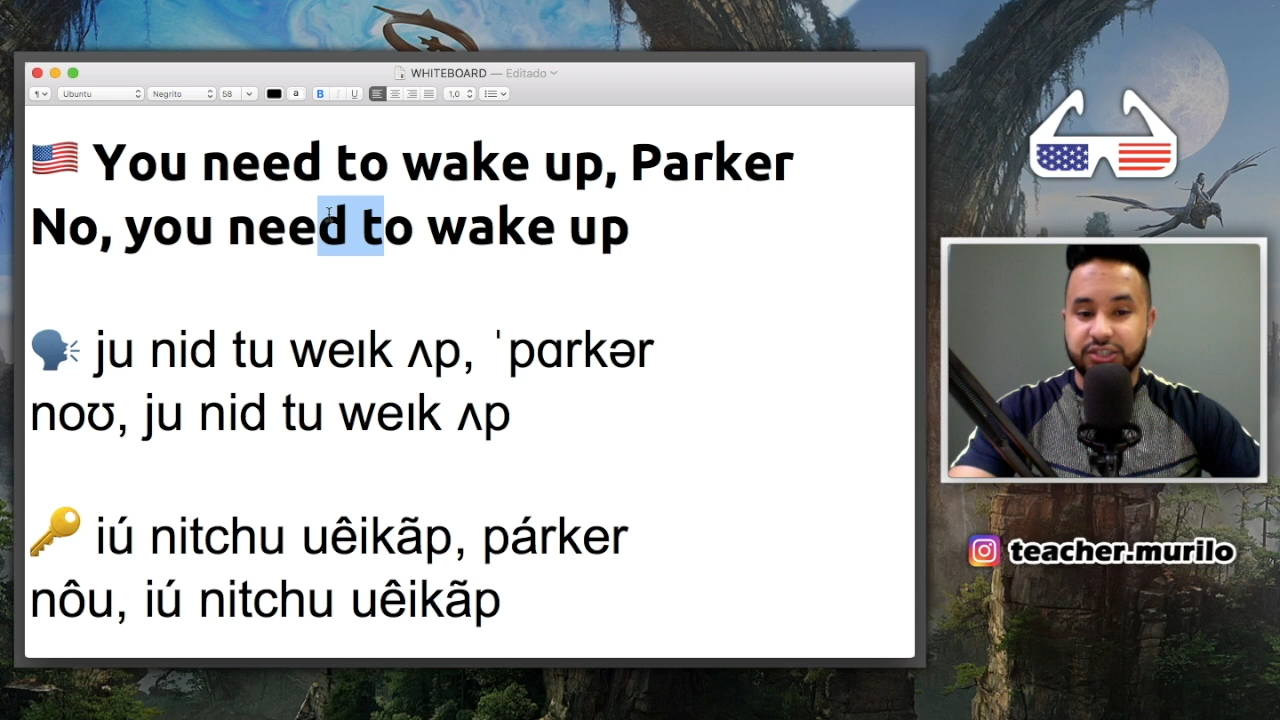 WHITEBOARD — Editado
¶ Ubuntu Negrito 58 a B I U 1,0
You need to wake up, Parker
No, you need to wake up
ju nid tu weɪk ʌp, ˈpɑrkər
noʊ, ju nid tu weɪk ʌp
iú nitchu uêikãp, párker
nôu, iú nitchu uêikãp
teacher.murilo